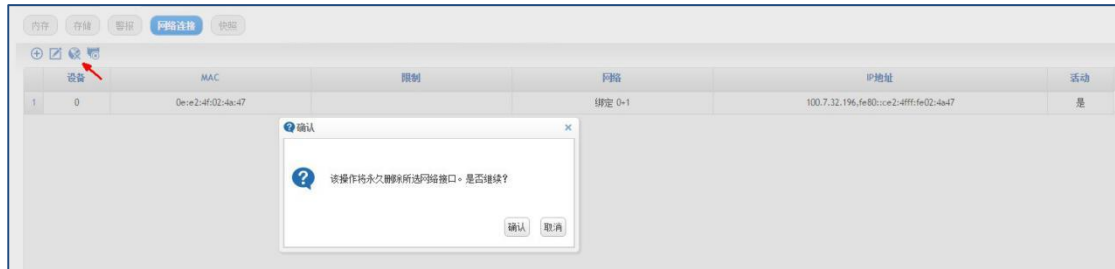 内存 存储 警报 网络连接 快照
设备 MAC 限制 网络 IP地址 活动
1 0 0e:e2:4f:02:4a:47 绑定 0+1 100.7.32.196,fe80::ce2:4fff:fe02:4a47 是
确认 ×
该操作将永久删除所选网络接口。是否继续?
确认 取消